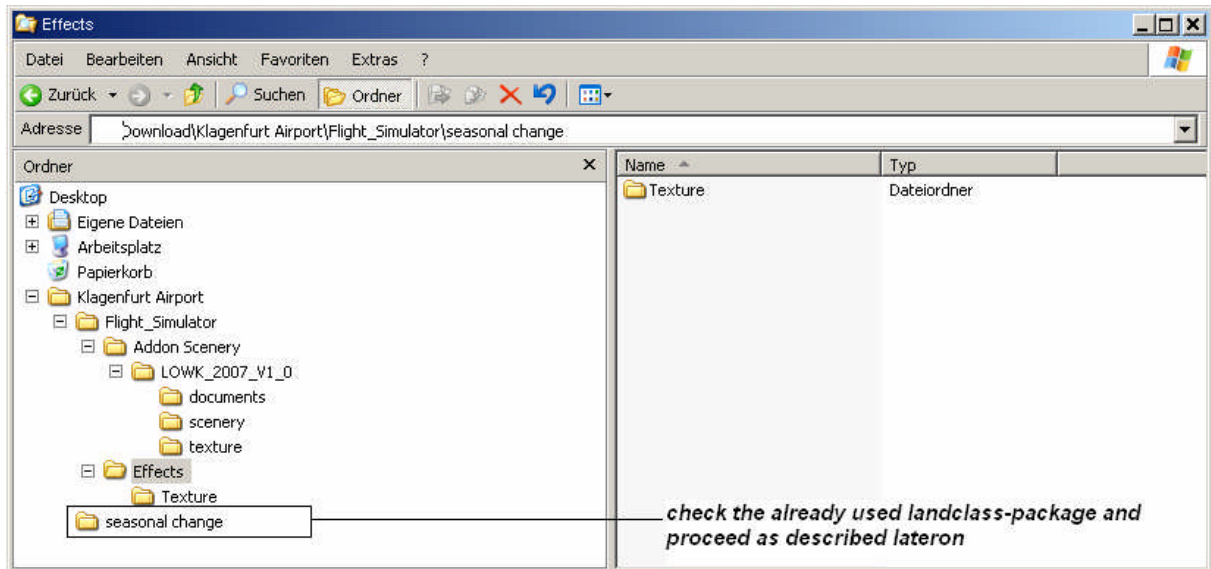 Effects
Datei Bearbeiten Ansicht Favoriten Extras ?
Zurück Suchen Ordner
Adresse Download\Klagenfurt Airport\Flight_Simulator\seasonal change
Ordner x Name Typ
Desktop
Eigene Dateien
Arbeitsplatz
Papierkorb
Klagenfurt Airport
Flight_Simulator
Addon Scenery
LOWK_2007_V1_0
documents
scenery
texture
Effects
Texture
seasonal change
Texture Dateiordner
check the already used landclass-package and
proceed as described lateron